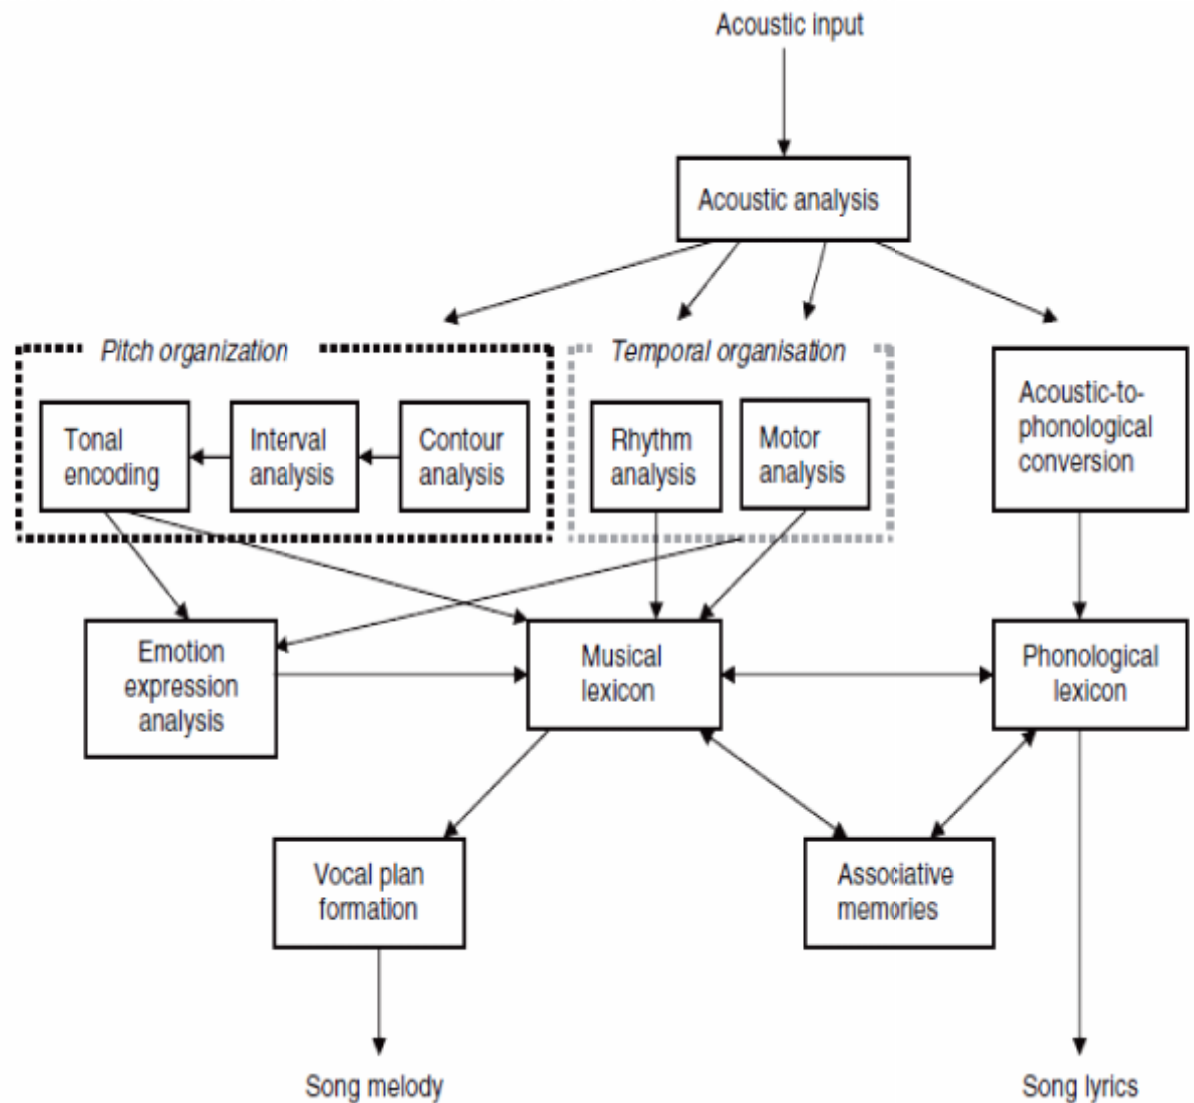 Acoustic input
Acoustic analysis
Pitch organization
Temporal organisation
Tonal
encoding
Interval
analysis
Contour
analysis
Rhythm
analysis
Motor
analysis
Acoustic-to-
phonological
conversion
Emotion
expression
analysis
Musical
lexicon
Phonological
lexicon
Vocal plan
formation
Associative
memories
Song melody
Song lyrics